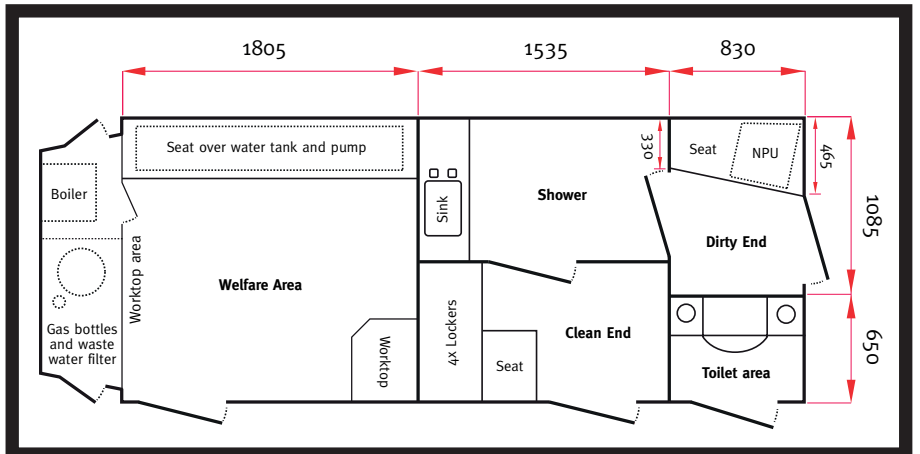 1805
1535
830
Seat over water tank and pump
330
Seat
NPU
465
Boiler
Sink
Shower
1085
Dirty End
Worktop area
Welfare Area
Gas bottles
and waste
water filter
Worktop
4x Lockers
Seat
Clean End
Toilet area
650